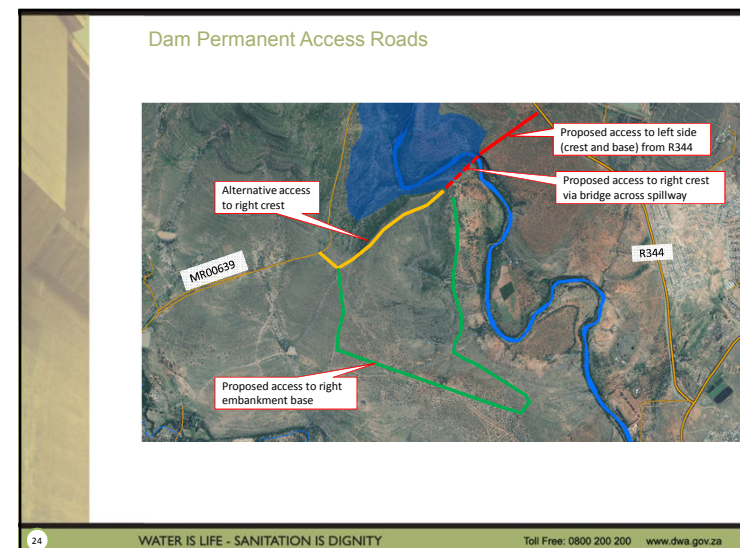 Dam Permanent Access Roads
Proposed access to left side
(crest and base) from R344
Alternative access
to right crest
Proposed access to right crest
via bridge across spillway
MR00639
R344
Proposed access to right
embankment base
24
WATER IS LIFE - SANITATION IS DIGNITY
Toll Free: 0800 200 200 www.dwa.gov.za